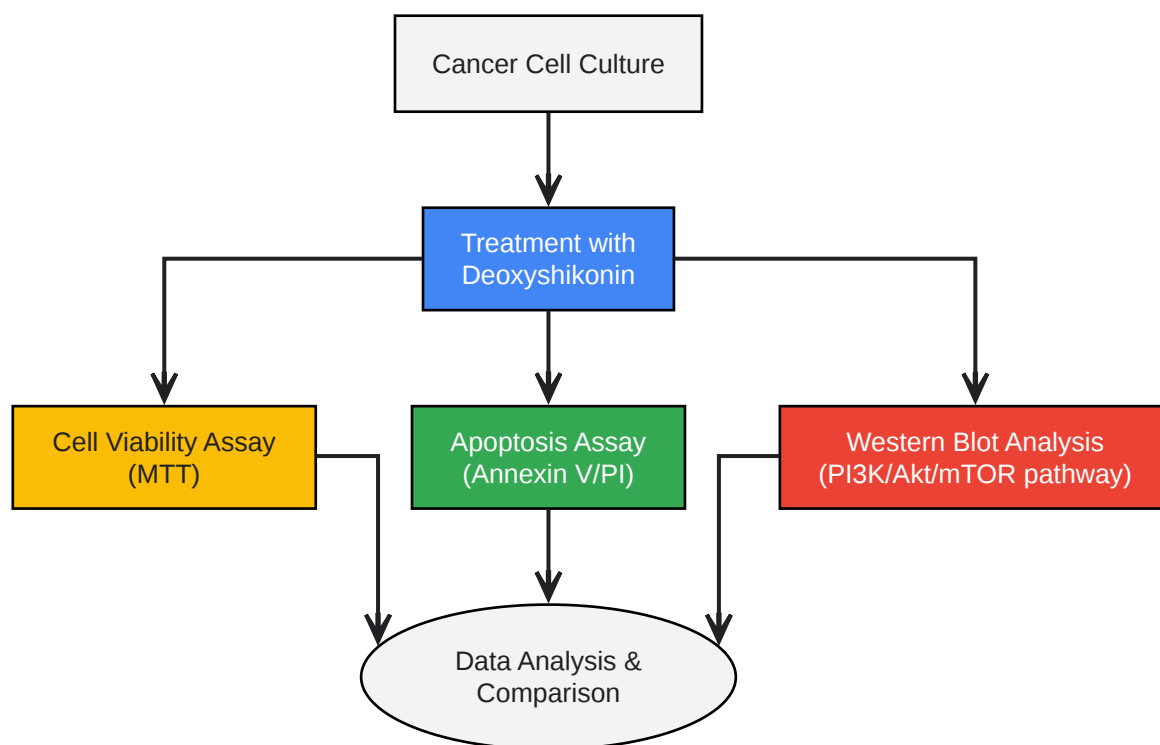 Cancer Cell Culture
Treatment with
Deoxyshikonin
Cell Viability Assay
(MTT)
Apoptosis Assay
(Annexin V/PI)
Western Blot Analysis
(PI3K/Akt/mTOR pathway)
Data Analysis &
Comparison